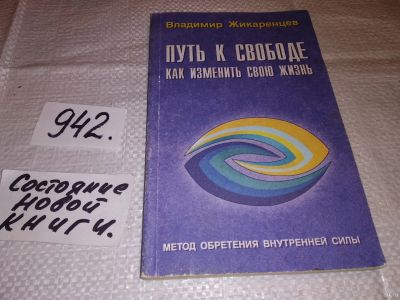 Владимир Жикаренцев
ПУТЬ К СВОБОДЕ
КАК ИЗМЕНИТЬ СВОЮ ЖИЗНЬ
МЕТОД ОБРЕТЕНИЯ ВНУТРЕННЕЙ СИЛЫ
942.
Состояние
новой
книги.